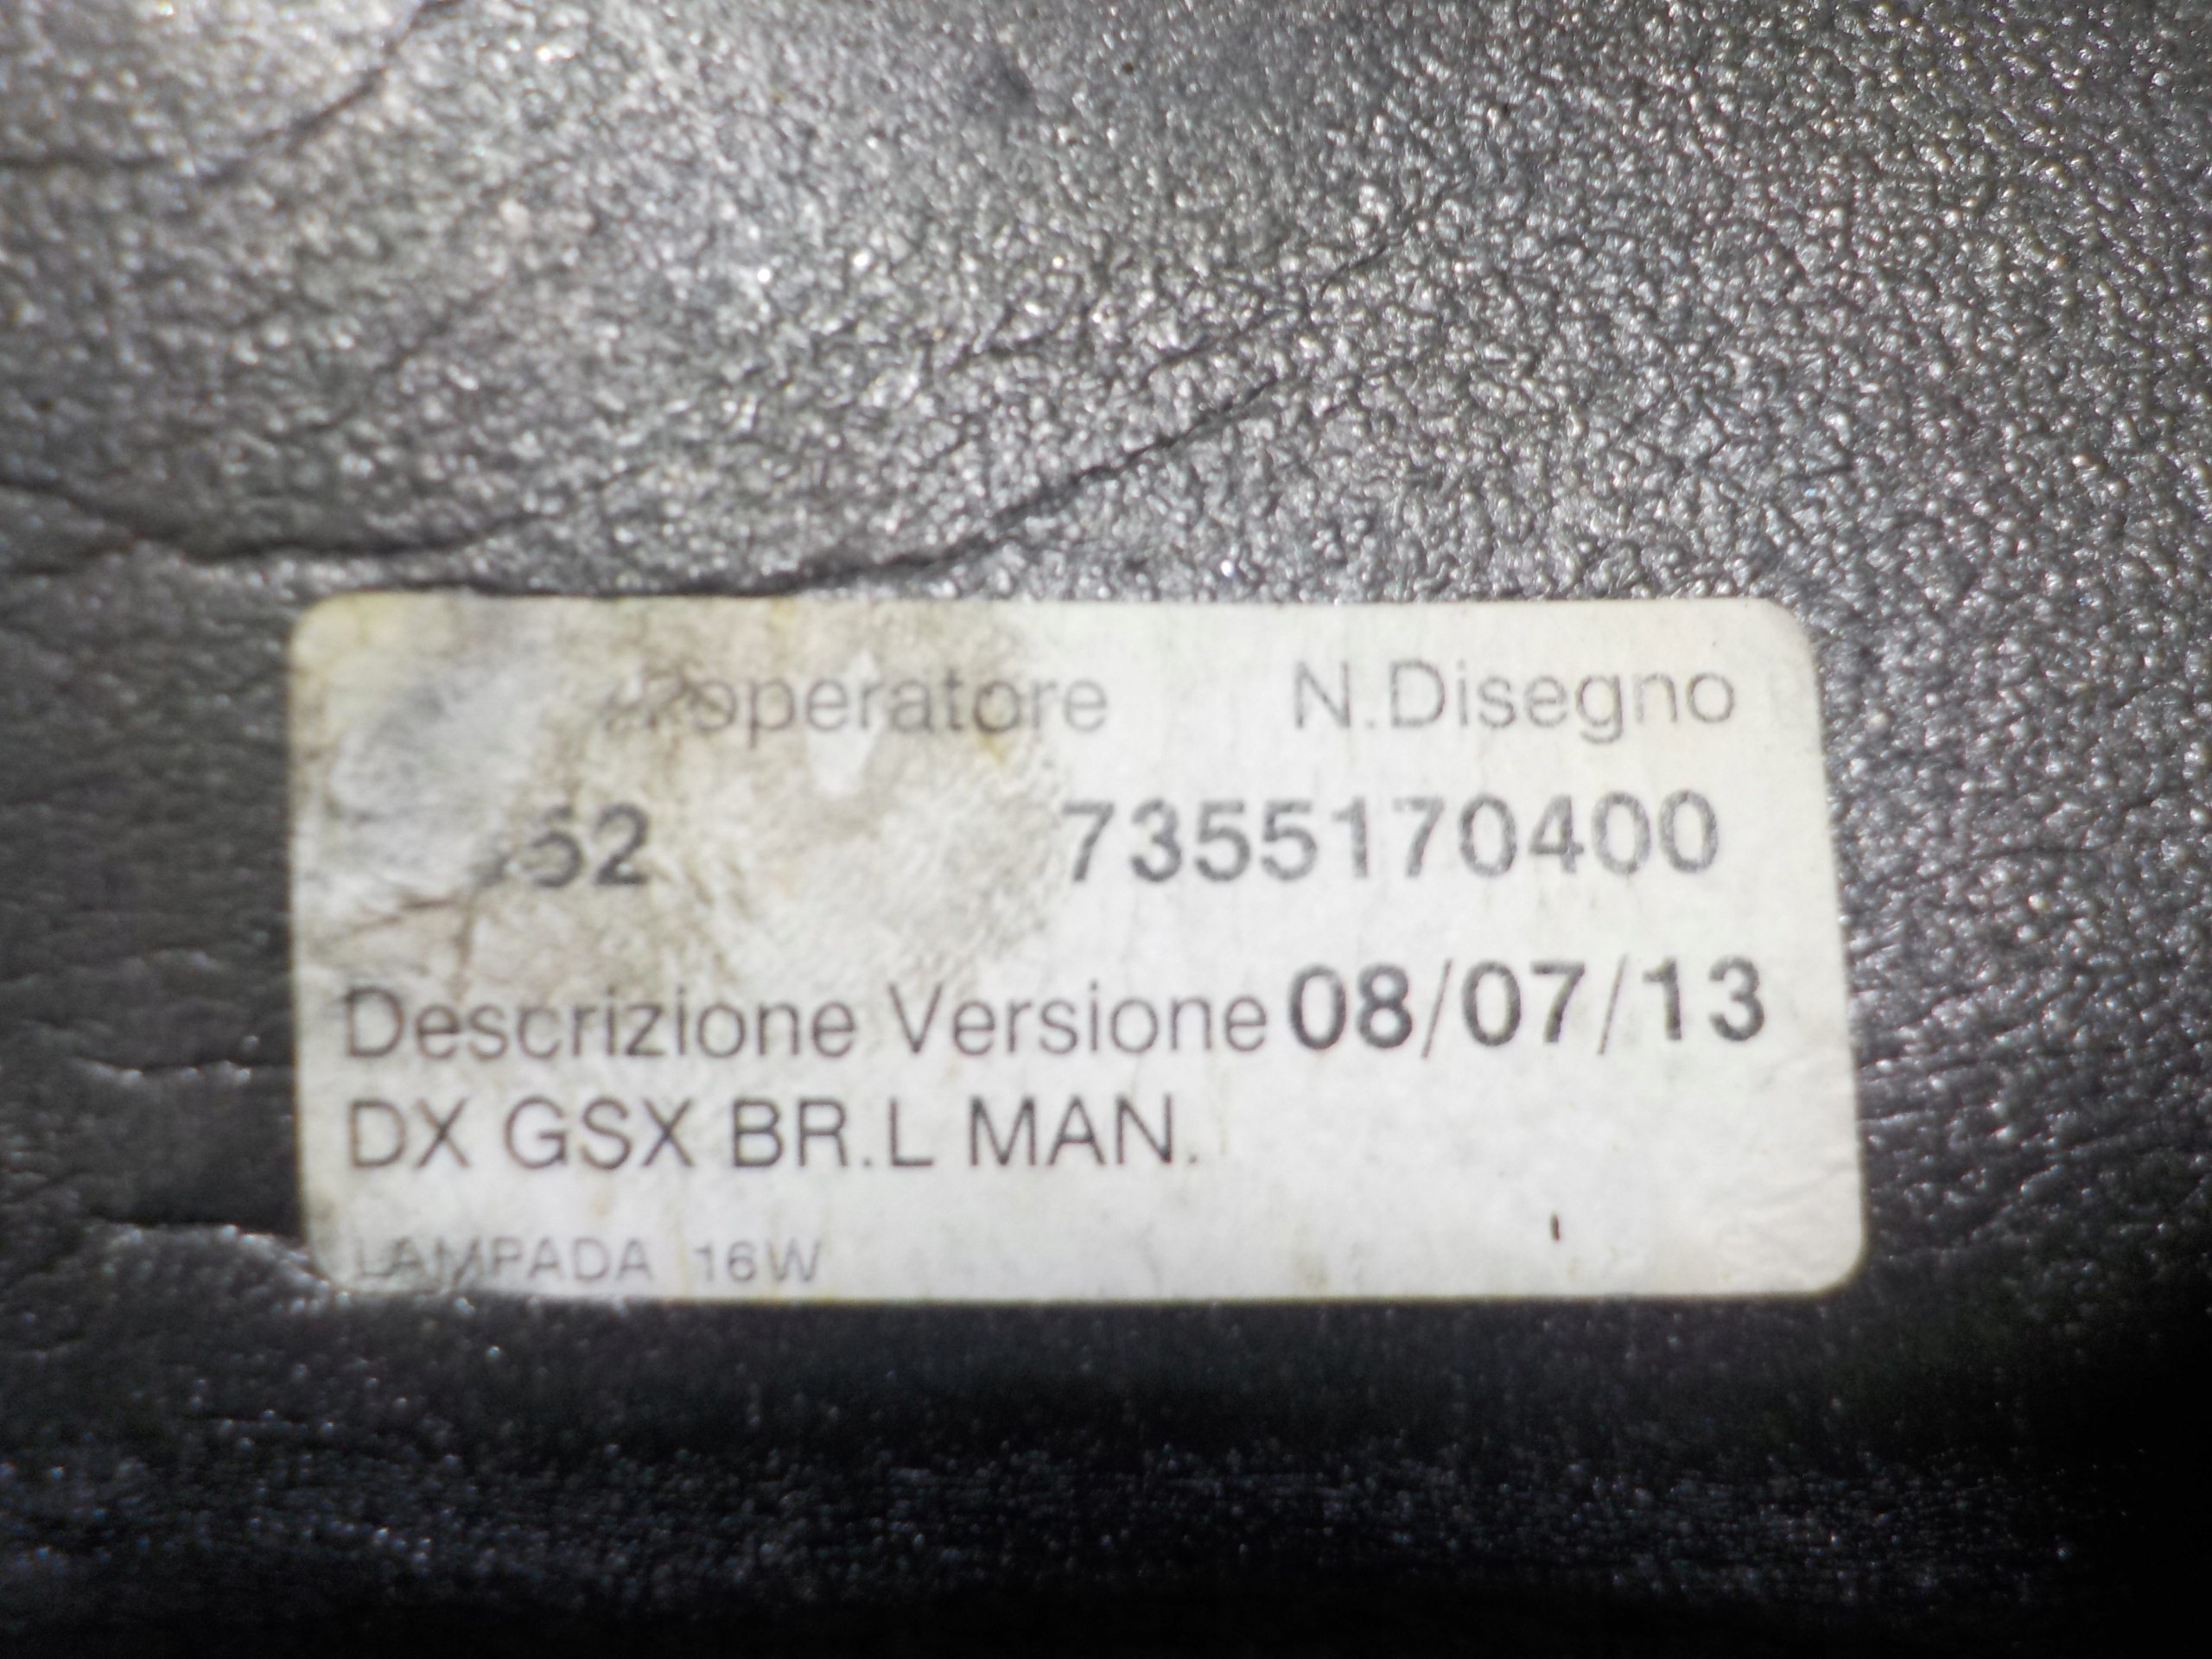 operatore N.Disegno
52 7355170400
Descrizione Versione 08/07/13
DX GSX BR.L MAN.
LAMPADA 16W